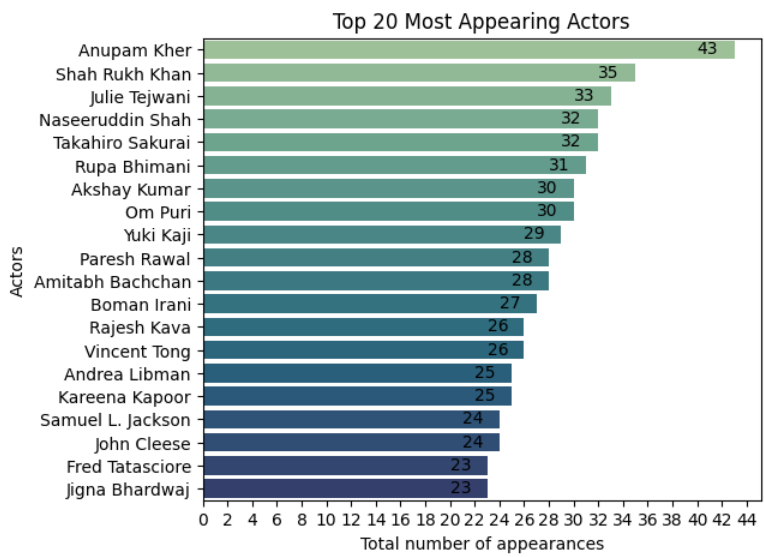 Top 20 Most Appearing Actors
Actors
Anupam Kher 43
Shah Rukh Khan 35
Julie Tejwani 33
Naseeruddin Shah 32
Takahiro Sakurai 32
Rupa Bhimani 31
Akshay Kumar 30
Om Puri 30
Yuki Kaji 29
Paresh Rawal 28
Amitabh Bachchan 28
Boman Irani 27
Rajesh Kava 26
Vincent Tong 26
Andrea Libman 25
Kareena Kapoor 25
Samuel L. Jackson 24
John Cleese 24
Fred Tatasciore 23
Jigna Bhardwaj 23
0 2 4 6 8 10 12 14 16 18 20 22 24 26 28 30 32 34 36 38 40 42 44
Total number of appearances